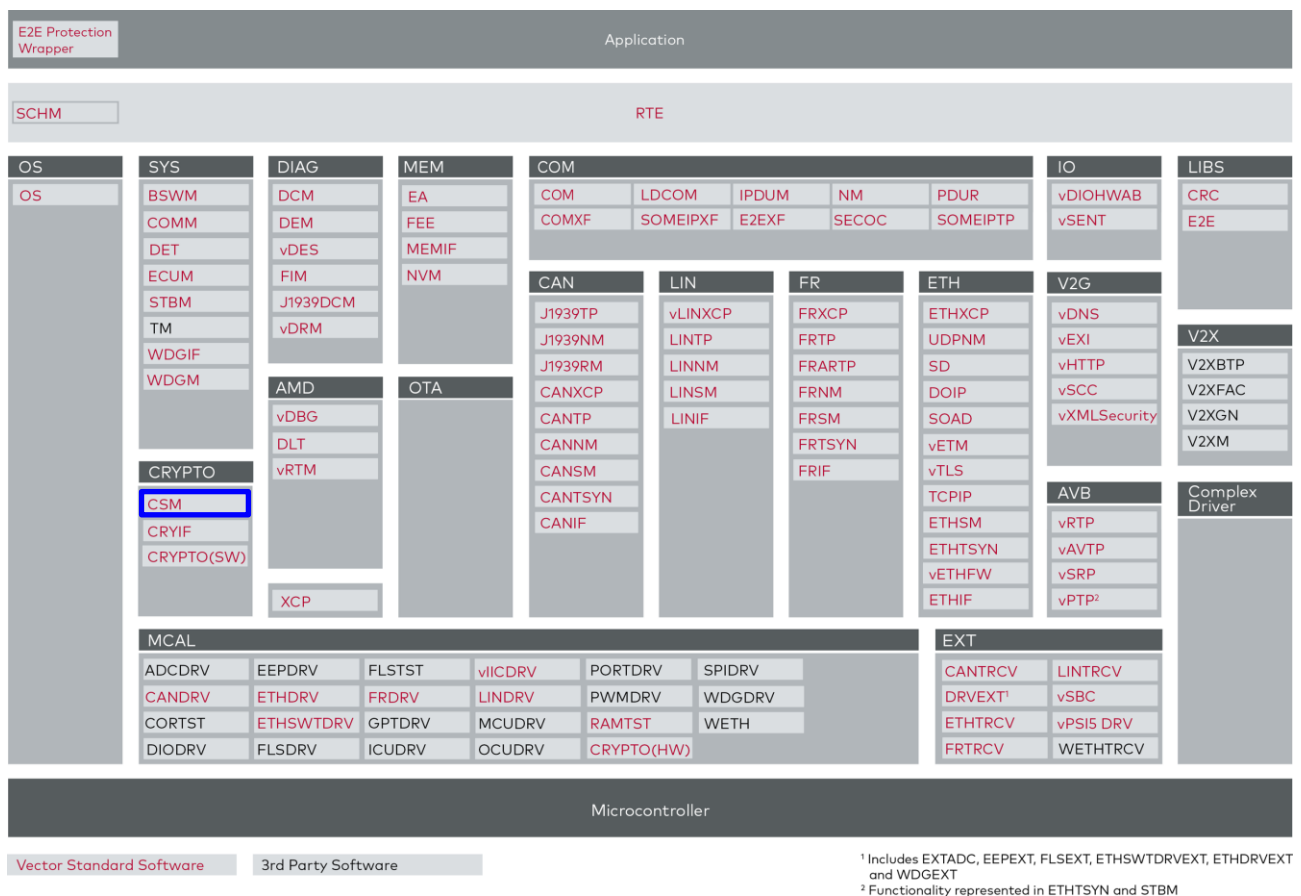 E2E Protection
Wrapper
Application
SCHM
RTE
OS
OS
SYS
BSWM
COMM
DET
ECUM
STBM
TM
WDGIF
WDGM
CRYPTO
CSM
CRYIF
CRYPTO(SW)
DIAG
DCM
DEM
vDES
FIM
J1939DCM
vDRM
AMD
vDBG
DLT
vRTM
XCP
MEM
EA
FEE
MEMIF
NVM
OTA
COM
COM LDCOM IPDUM NM PDUR
COMXF SOMEIPXF E2EXF SECOC SOMEIPTP
CAN
J1939TP
J1939NM
J1939RM
CANXCP
CANTP
CANNM
CANSM
CANTSYN
CANIF
LIN
vLINXCP
LINTP
LINNM
LINSM
LINIF
FR
FRXCP
FRTP
FRARTP
FRNM
FRSM
FRTSYN
FRIF
ETH
ETHXCP
UDPNM
SD
DOIP
SOAD
vETM
vTLS
TCPIP
ETHSM
ETHTSYN
vETHFW
ETHIF
IO
vDIOHWAB
vSENT
V2G
vDNS
vEXI
vHTTP
vSCC
vXMLSecurity
AVB
vRTP
vAVTP
vSRP
vPTP²
LIBS
CRC
E2E
V2X
V2XBTP
V2XFAC
V2XGN
V2XM
Complex
Driver
MCAL
ADCDRV EEPDRV FLSTST vIICDRV PORTDRV SPIDRV
CANDRV ETHDRV FRDRV LINDRV PWMDRV WDGDRV
CORTST ETHSWTDRV GPTDRV MCUDRV RAMTST WETH
DIODRV FLSDRV ICUDRV OCUDRV CRYPTO(HW)
EXT
CANTRCV LINTRCV
DRVEXT¹ vSBC
ETHTRCV vPSI5 DRV
FRTRCV WETHTRCV
Microcontroller
Vector Standard Software
3rd Party Software
¹ Includes EXTADC, EEPEXT, FLSEXT, ETHSWTDRVEXT, ETHDRVEXT
and WDGEXT
² Functionality represented in ETHTSYN and STBM